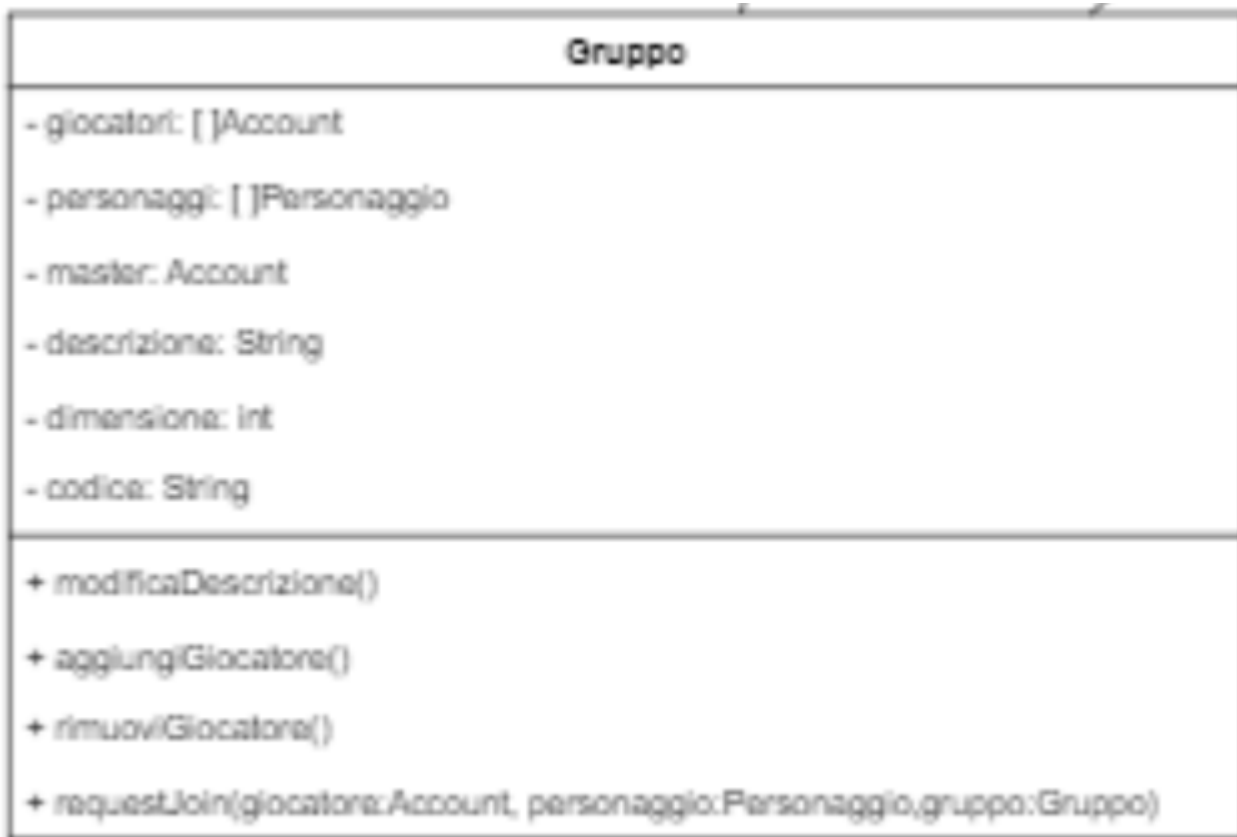 Gruppo
- giocatori: [ ]Account
- personaggi: [ ]Personaggio
- master: Account
- descrizione: String
- dimensione: int
- codice: String
+ modificaDescrizione()
+ aggiungiGiocatore()
+ rimuoviGiocatore()
+ requestJoin(giocatore:Account, personaggio:Personaggio,gruppo:Gruppo)